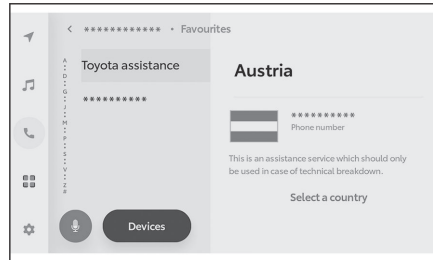 < ************ • Favourites
A
•
D
•
G
•
J
•
M
•
P
•
S
•
V
•
Z
Toyota assistance
**********
Devices
Austria
**********
Phone number
This is an assistance service which should only
be used in case of technical breakdown.
Select a country